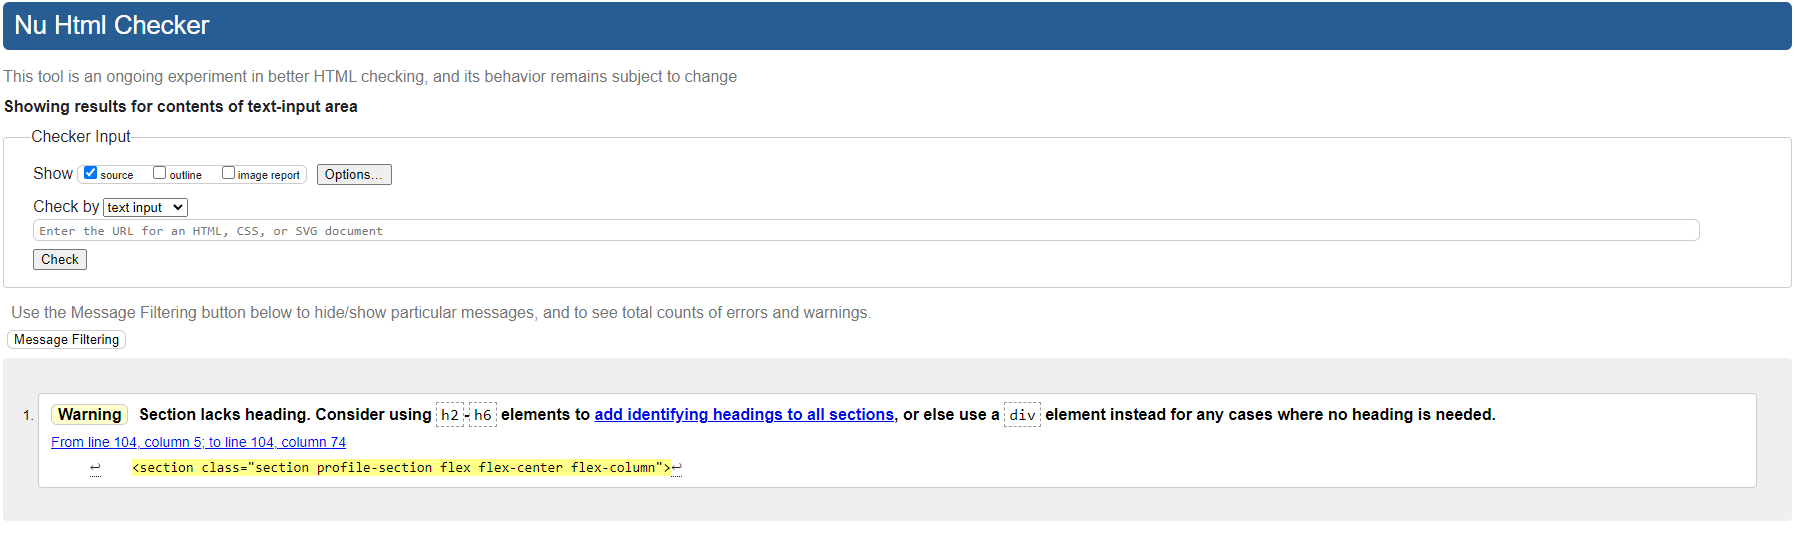 Nu Html Checker
This tool is an ongoing experiment in better HTML checking, and its behavior remains subject to change
Showing results for contents of text-input area
Checker Input
Show source outline image report Options...
Check by text input
Enter the URL for an HTML, CSS, or SVG document
Check
Use the Message Filtering button below to hide/show particular messages, and to see total counts of errors and warnings.
Message Filtering
1. Warning Section lacks heading. Consider using h2-h6 elements to add identifying headings to all sections, or else use a div element instead for any cases where no heading is needed.
From line 104, column 5; to line 104, column 74
↩ <section class="section profile-section flex flex-center flex-column">↩